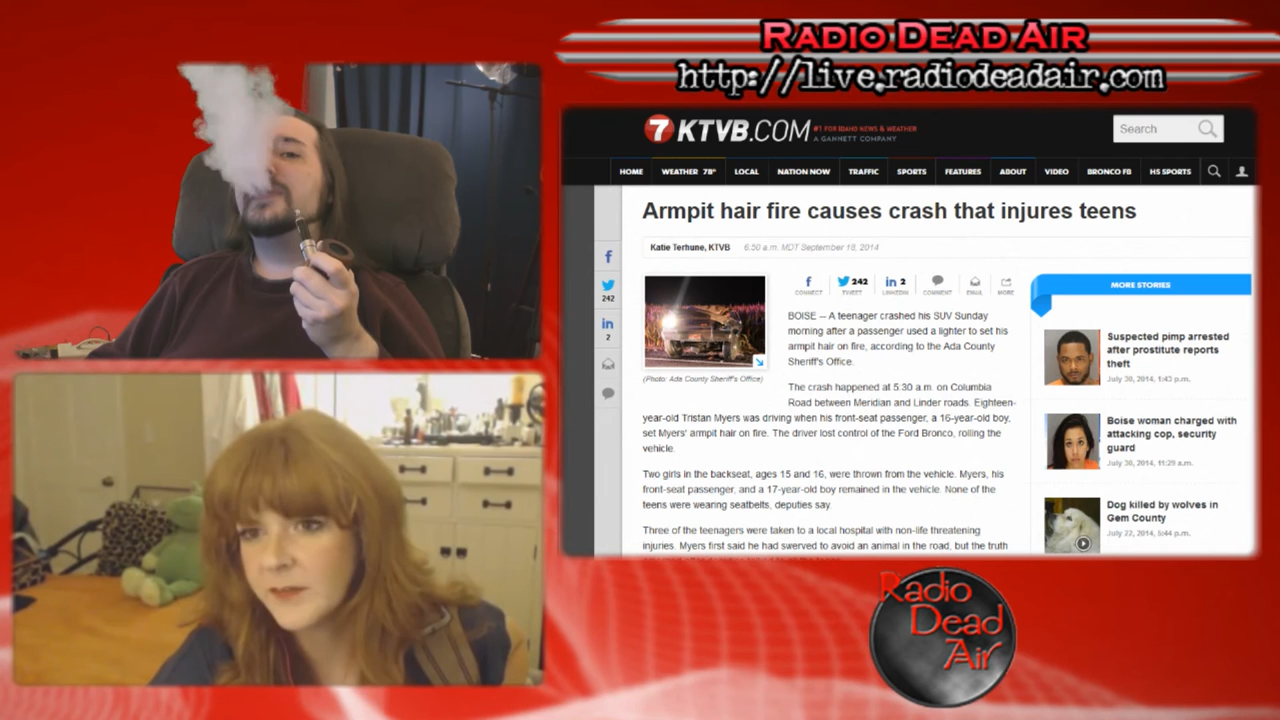 RADIO DEAD AIR
http://live.radiodeadair.com
7 KTVB.COM #1 FOR IDAHO NEWS & WEATHER
A GANNETT COMPANY
Search
HOME WEATHER 78° LOCAL NATION NOW TRAFFIC SPORTS FEATURES ABOUT VIDEO BRONCO FB HS SPORTS
Armpit hair fire causes crash that injures teens
Katie Terhune, KTVB 6:50 a.m. MDT September 18, 2014
f
242
in
2
f CONNECT 242 TWEET in 2 LINKEDIN COMMENT EMAIL MORE
(Photo: Ada County Sheriff's Office)
BOISE -- A teenager crashed his SUV Sunday
morning after a passenger used a lighter to set his
armpit hair on fire, according to the Ada County
Sheriff's Office.
The crash happened at 5:30 a.m. on Columbia
Road between Meridian and Linder roads. Eighteen-
year-old Tristan Myers was driving when his front-seat passenger, a 16-year-old boy,
set Myers' armpit hair on fire. The driver lost control of the Ford Bronco, rolling the
vehicle.
Two girls in the backseat, ages 15 and 16, were thrown from the vehicle. Myers, his
front-seat passenger, and a 17-year-old boy remained in the vehicle. None of the
teens were wearing seatbelts, deputies say.
Three of the teenagers were taken to a local hospital with non-life threatening
injuries. Myers first said he had swerved to avoid an animal in the road, but the truth
MORE STORIES
Suspected pimp arrested
after prostitute reports
theft
July 30, 2014, 1:43 p.m.
Boise woman charged with
attacking cop, security
guard
July 30, 2014, 11:29 a.m.
Dog killed by wolves in
Gem County
July 22, 2014, 5:44 p.m.
Radio
Dead
Air